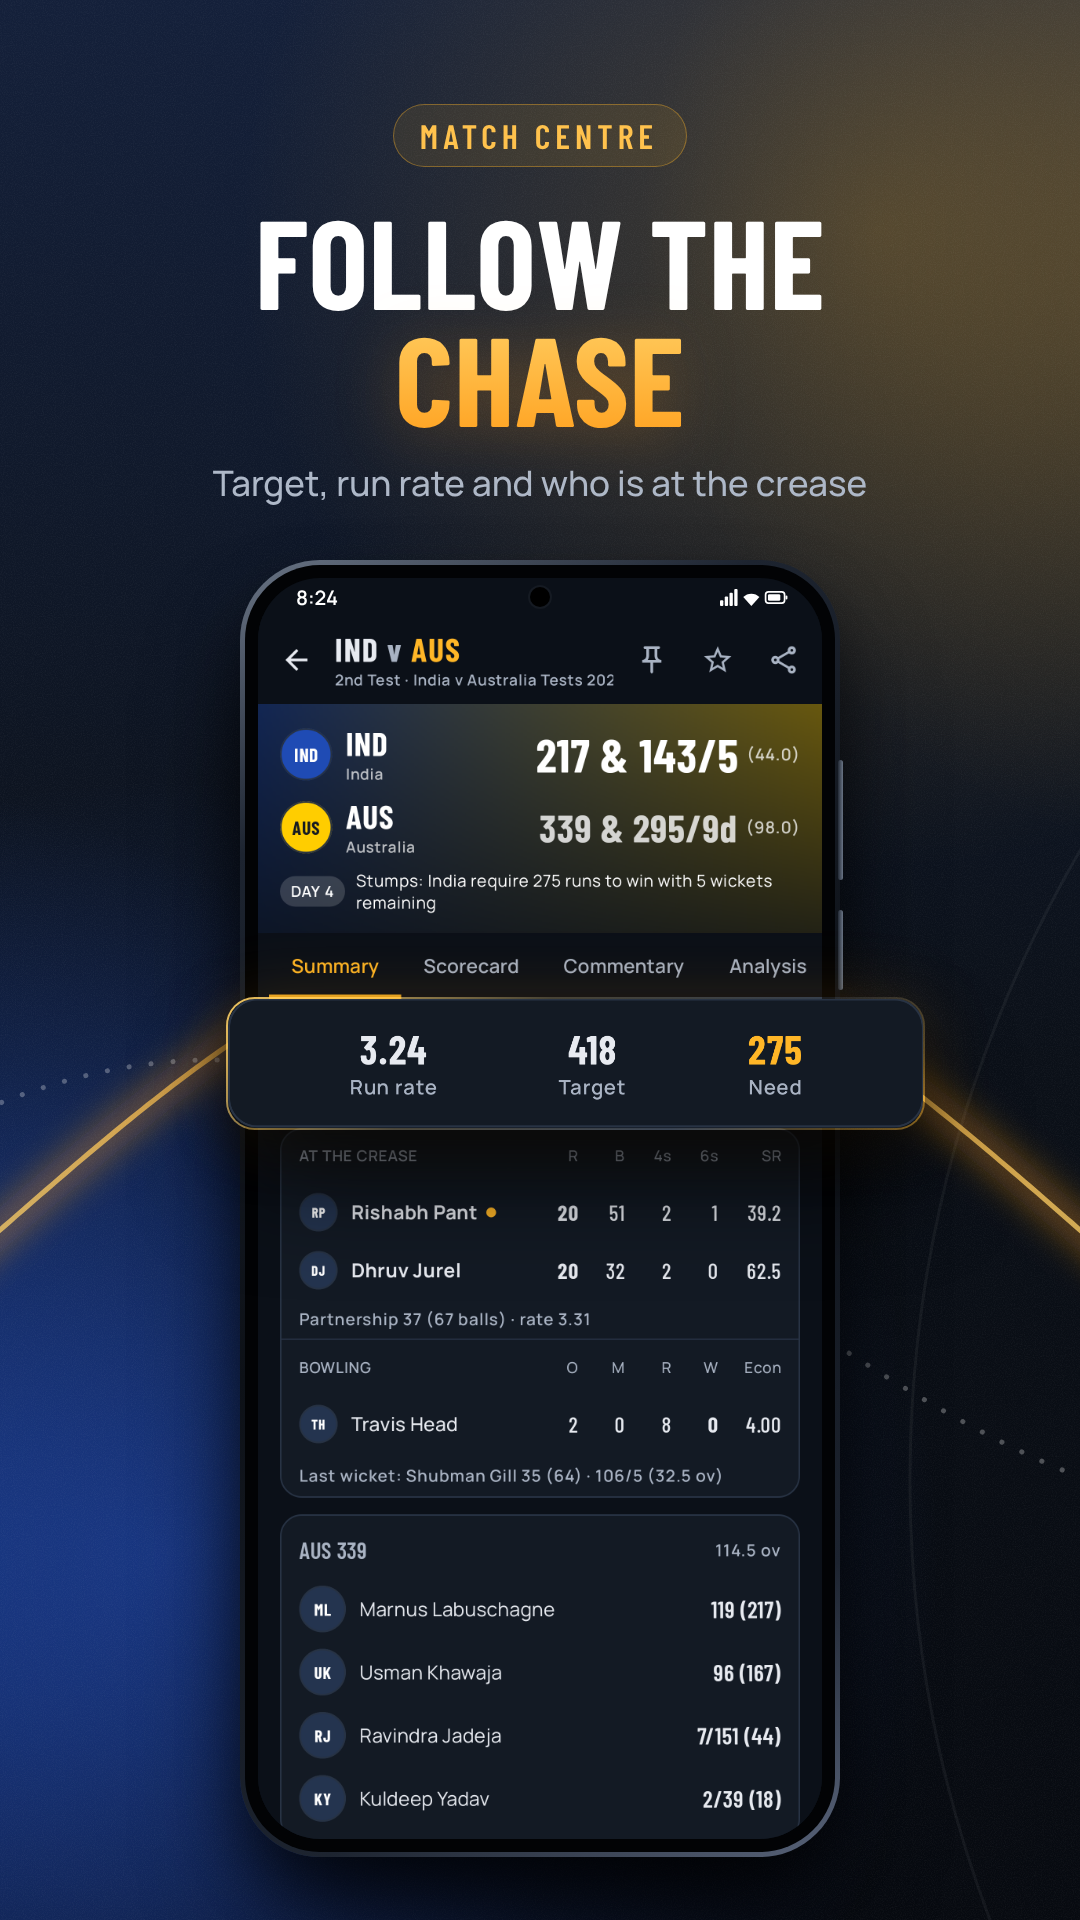 MATCH CENTRE
FOLLOW THE
CHASE
Target, run rate and who is at the crease
8:24
IND v AUS
2nd Test · India v Australia Tests 202
IND IND 217 & 143/5 (44.0)
India
AUS AUS 339 & 295/9d (98.0)
Australia
DAY 4 Stumps: India require 275 runs to win with 5 wickets
remaining
Summary Scorecard Commentary Analysis
3.24 418 275
Run rate Target Need
AT THE CREASE R B 4s 6s SR
RP Rishabh Pant 20 51 2 1 39.2
DJ Dhruv Jurel 20 32 2 0 62.5
Partnership 37 (67 balls) · rate 3.31
BOWLING O M R W Econ
TH Travis Head 2 0 8 0 4.00
Last wicket: Shubman Gill 35 (64) · 106/5 (32.5 ov)
AUS 339 114.5 ov
ML Marnus Labuschagne 119 (217)
UK Usman Khawaja 96 (167)
RJ Ravindra Jadeja 7/151 (44)
KY Kuldeep Yadav 2/39 (18)